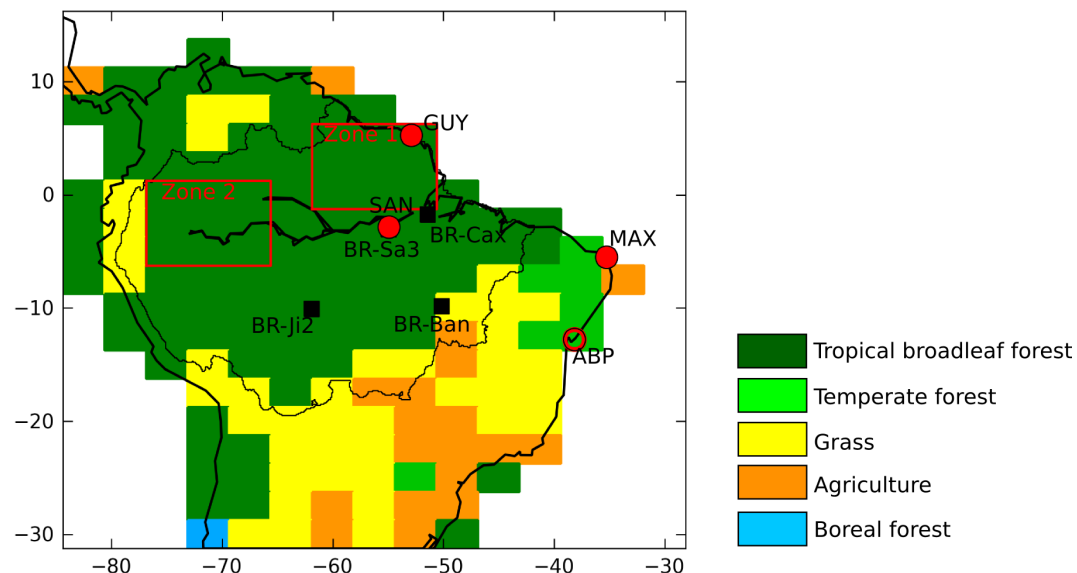 10
0
−10
−20
−30
−80
−70
−60
−50
−40
−30
GUY
Zone 1
Zone 2
SAN
BR-Cax
BR-Sa3
MAX
BR-Ji2
BR-Ban
ABP
Tropical broadleaf forest
Temperate forest
Grass
Agriculture
Boreal forest